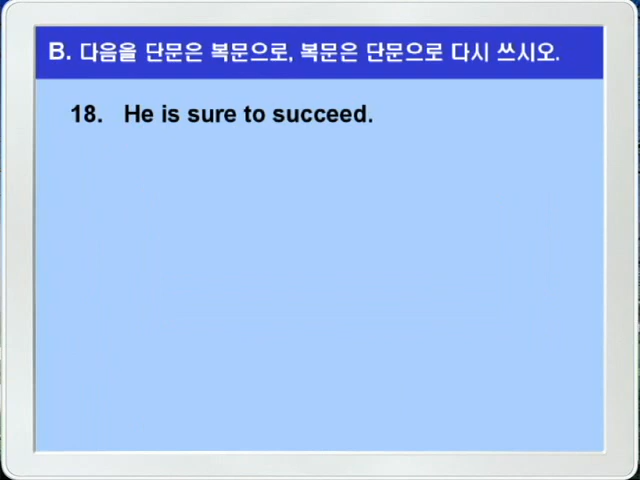 B. 다음을 단문은 복문으로, 복문은 단문으로 다시 쓰시오.
18. He is sure to succeed.